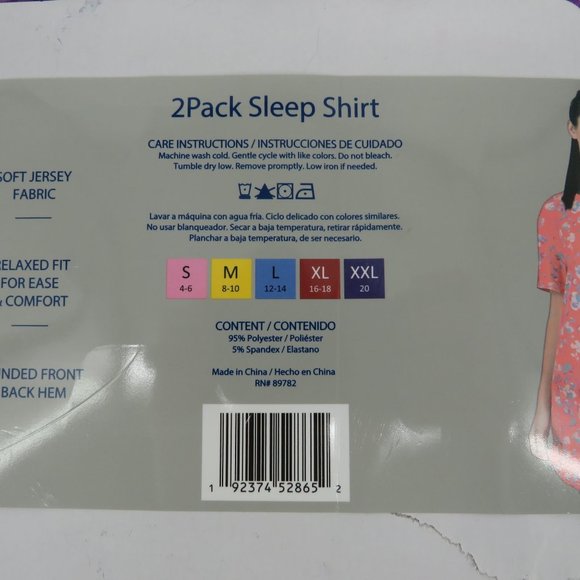 2Pack Sleep Shirt
CARE INSTRUCTIONS / INSTRUCCIONES DE CUIDADO
Machine wash cold. Gentle cycle with like colors. Do not bleach.
Tumble dry low. Remove promptly. Low iron if needed.
Lavar a máquina con agua fría. Ciclo delicado con colores similares.
No usar blanqueador. Secar a baja temperatura, retirar rápidamente.
Planchar a baja temperatura, de ser necesario.
S M L XL XXL
4-6 8-10 12-14 16-18 20
CONTENT / CONTENIDO
95% Polyester / Poliéster
5% Spandex / Elastano
Made in China / Hecho en China
RN# 89782
1 92374 52865 2
SOFT JERSEY
FABRIC
RELAXED FIT
FOR EASE
& COMFORT
UNDED FRONT
BACK HEM